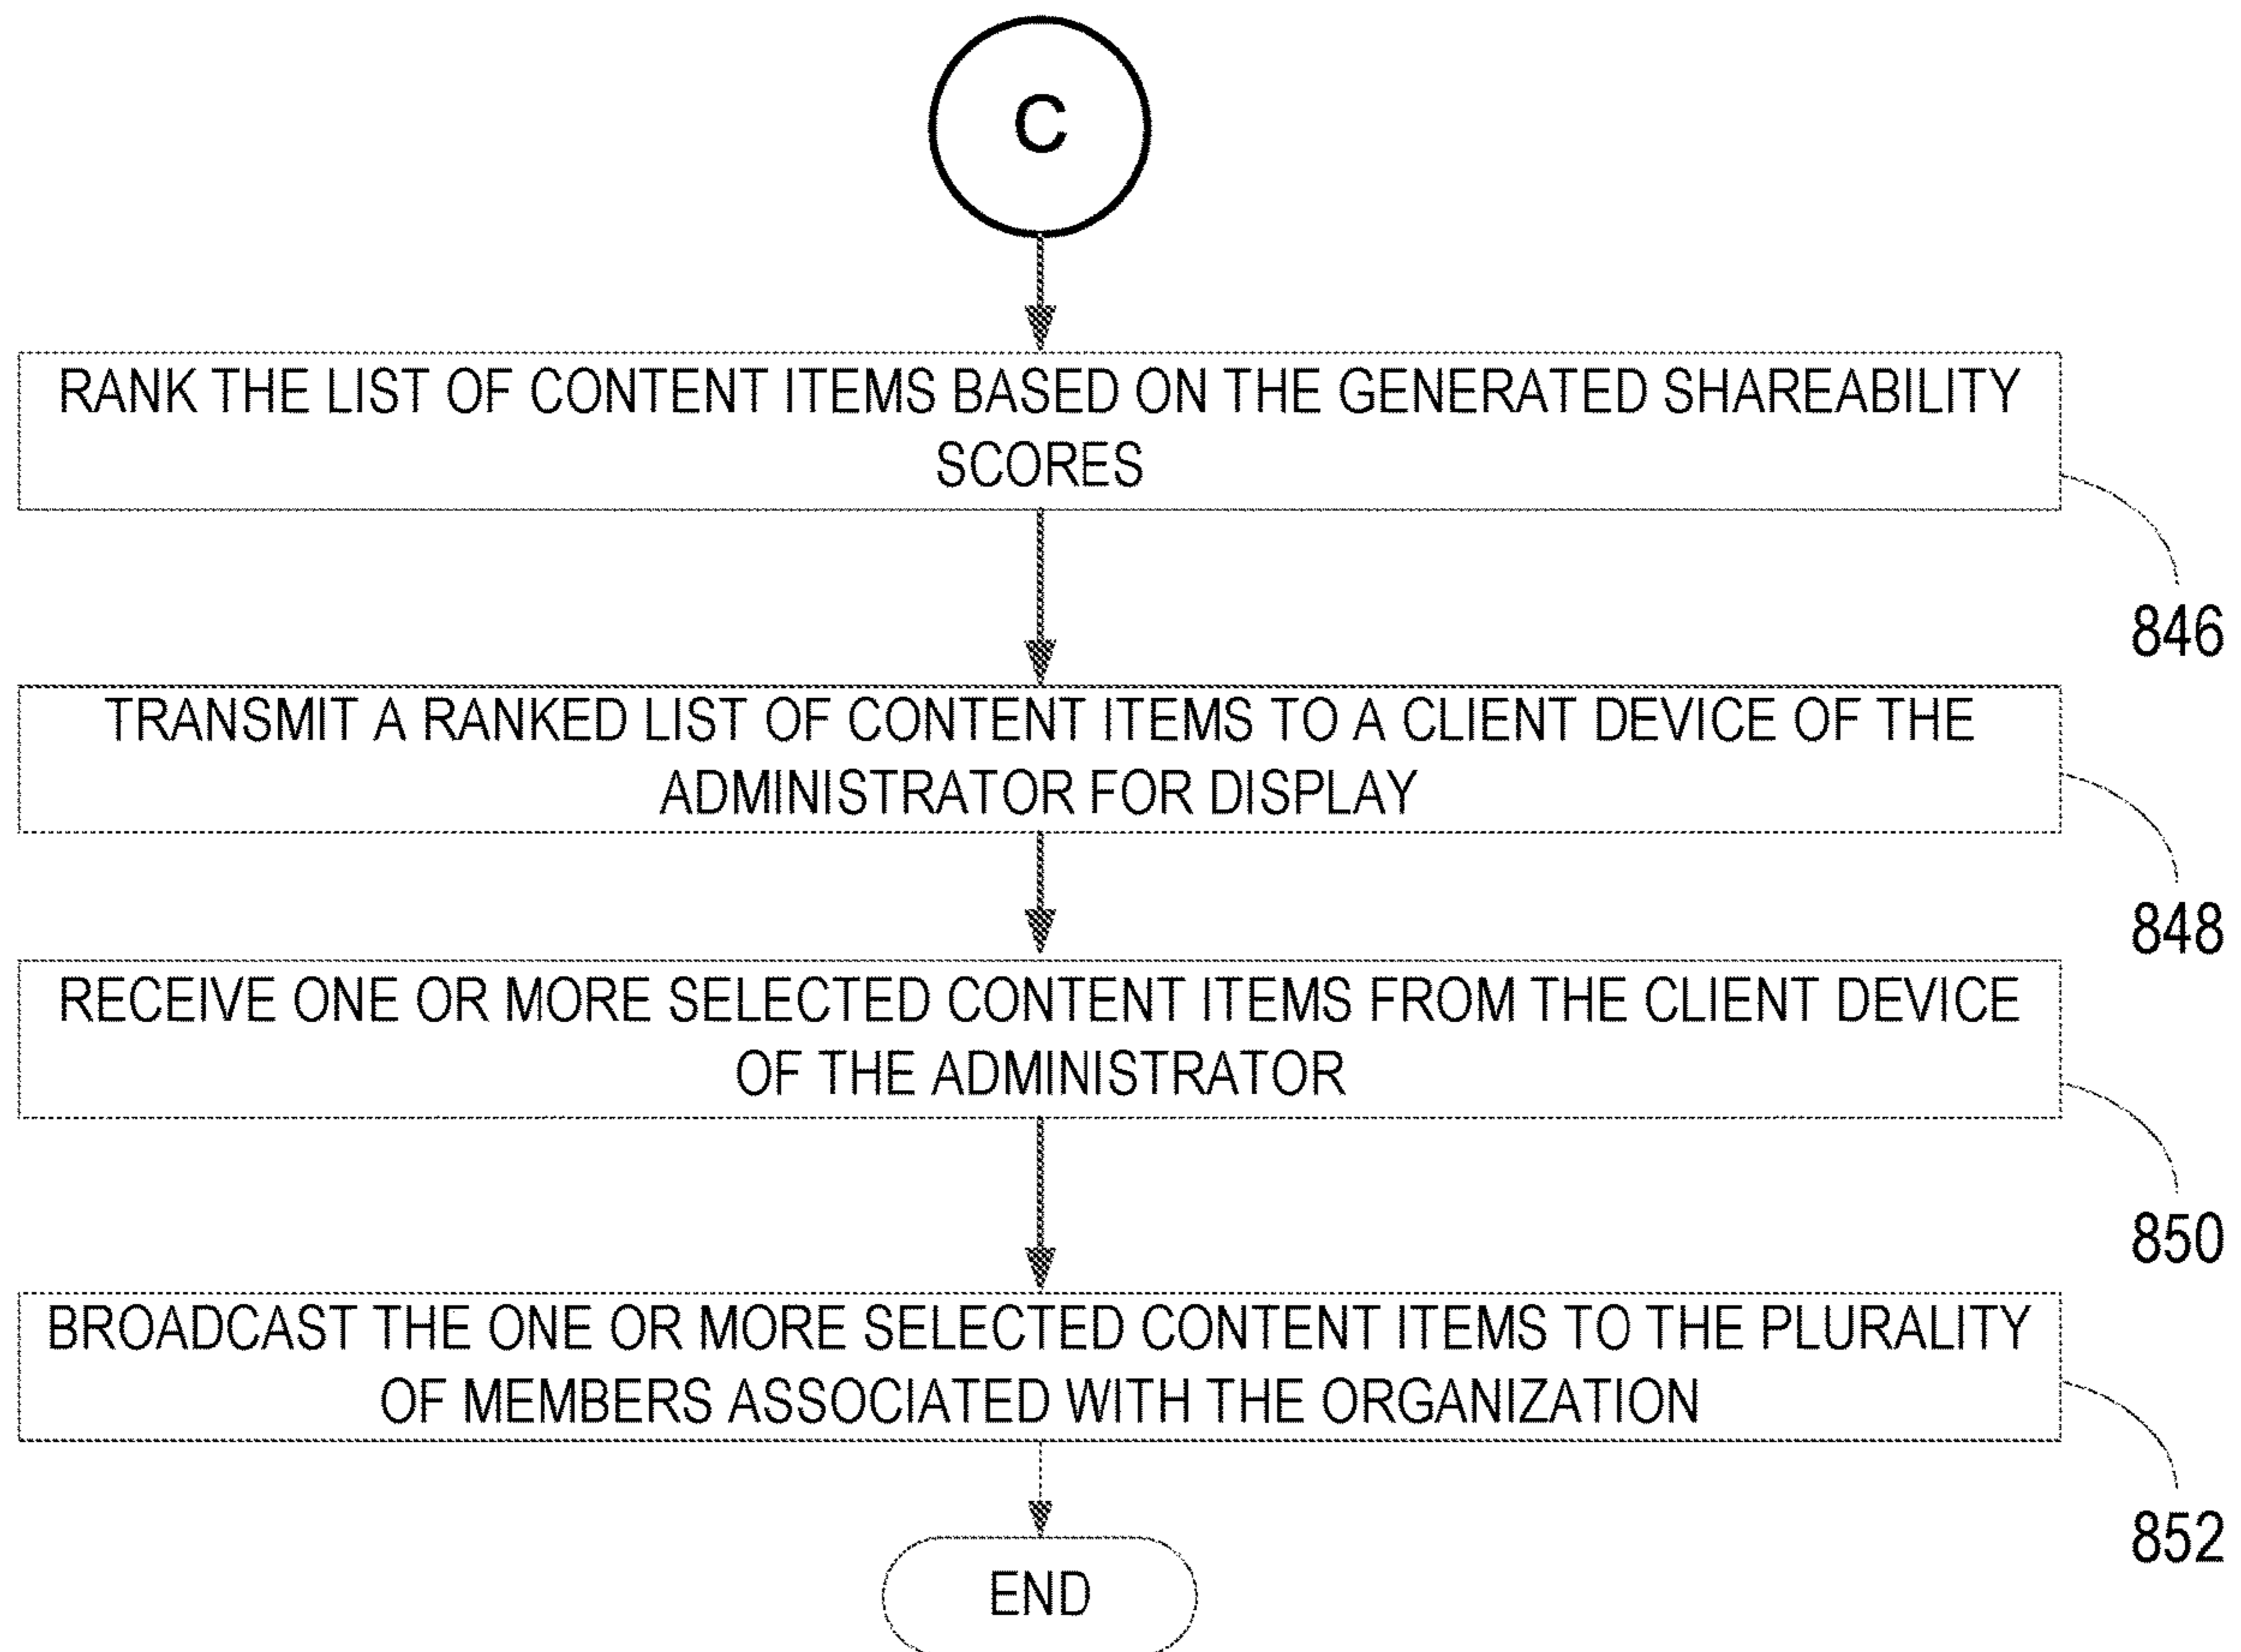 C
RANK THE LIST OF CONTENT ITEMS BASED ON THE GENERATED SHAREABILITY
SCORES
846
TRANSMIT A RANKED LIST OF CONTENT ITEMS TO A CLIENT DEVICE OF THE
ADMINISTRATOR FOR DISPLAY
848
RECEIVE ONE OR MORE SELECTED CONTENT ITEMS FROM THE CLIENT DEVICE
OF THE ADMINISTRATOR
850
BROADCAST THE ONE OR MORE SELECTED CONTENT ITEMS TO THE PLURALITY
OF MEMBERS ASSOCIATED WITH THE ORGANIZATION
852
END